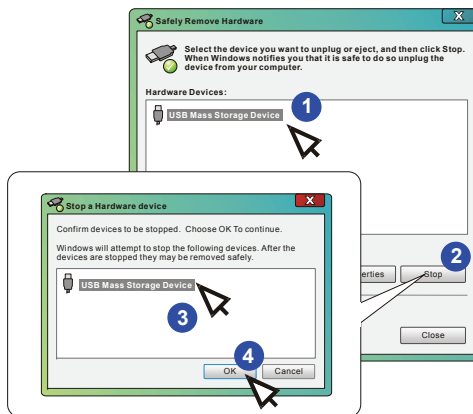 Safely Remove Hardware
X
Select the device you want to unplug or eject, and then click Stop.
When Windows notifies you that it is safe to do so unplug the
device from your computer.
Hardware Devices:
USB Mass Storage Device
1
2
erties
Stop
Close
Stop a Hardware device
X
Confirm devices to be stopped. Choose OK To continue.
Windows will attempt to stop the following devices. After the
devices are stopped they may be removed safely.
USB Mass Storage Device
3
4
OK
Cancel